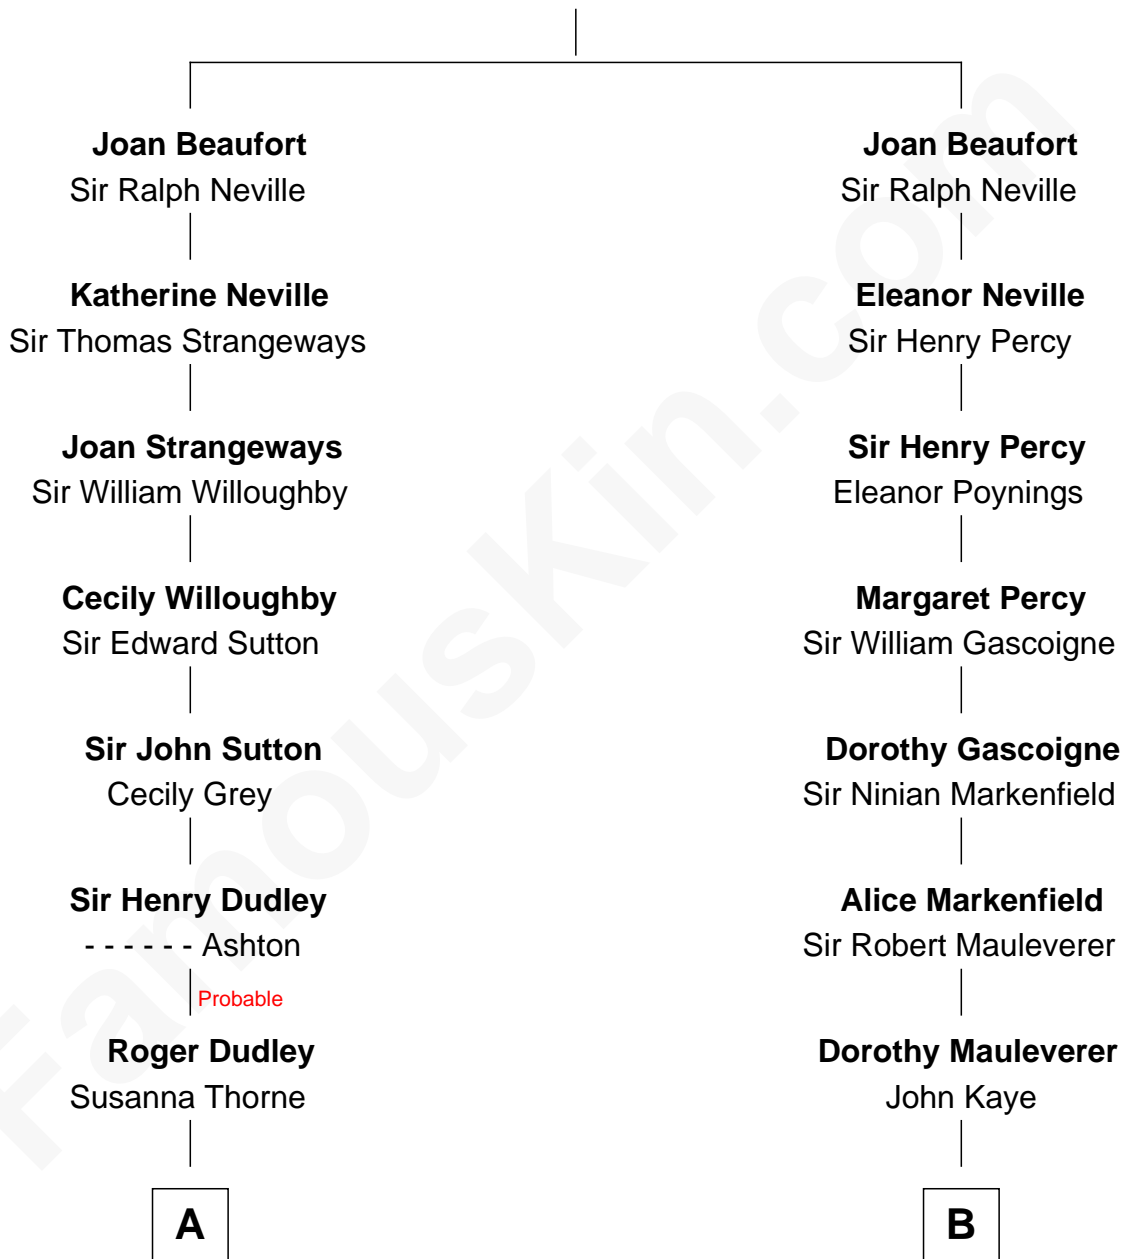 Joan Beaufort
Sir Ralph Neville
Katherine Neville
Sir Thomas Strangeways
Joan Strangeways
Sir William Willoughby
Cecily Willoughby
Sir Edward Sutton
Sir John Sutton
Cecily Grey
Sir Henry Dudley
- - - - - - Ashton
Probable
Roger Dudley
Susanna Thorne
A
Joan Beaufort
Sir Ralph Neville
Eleanor Neville
Sir Henry Percy
Sir Henry Percy
Eleanor Poynings
Margaret Percy
Sir William Gascoigne
Dorothy Gascoigne
Sir Ninian Markenfield
Alice Markenfield
Sir Robert Mauleverer
Dorothy Mauleverer
John Kaye
B
FamousKin.com